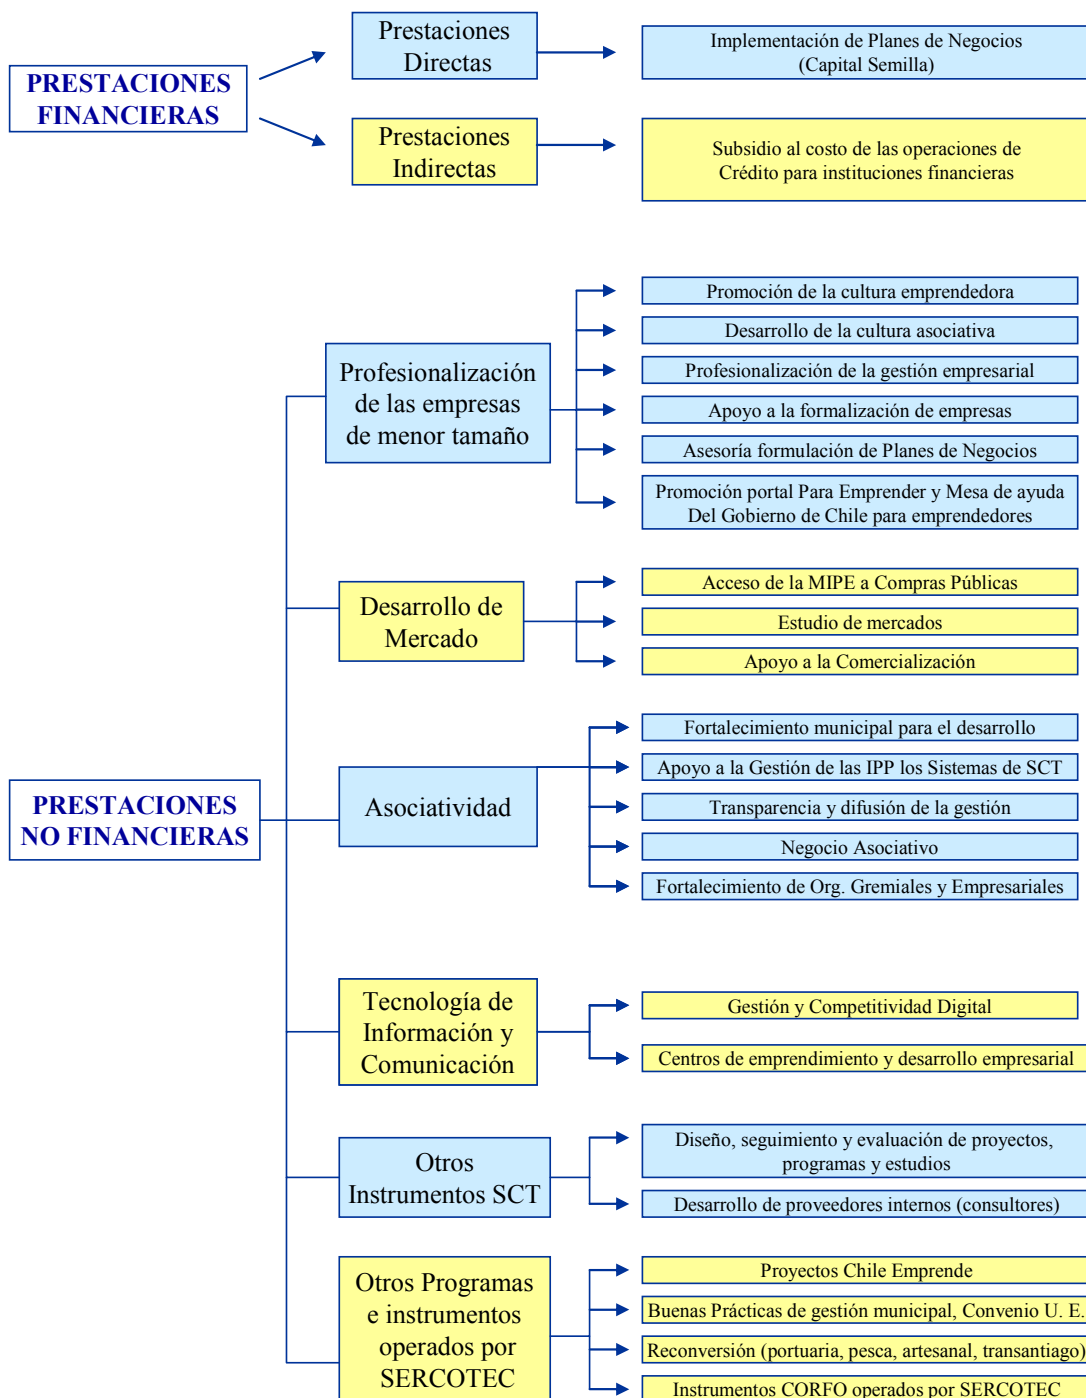 PRESTACIONES
FINANCIERAS
Prestaciones
Directas
Implementación de Planes de Negocios
(Capital Semilla)
Prestaciones
Indirectas
Subsidio al costo de las operaciones de
Crédito para instituciones financieras
PRESTACIONES
NO FINANCIERAS
Profesionalización
de las empresas
de menor tamaño
Promoción de la cultura emprendedora
Desarrollo de la cultura asociativa
Profesionalización de la gestión empresarial
Apoyo a la formalización de empresas
Asesoría formulación de Planes de Negocios
Promoción portal Para Emprender y Mesa de ayuda
Del Gobierno de Chile para emprendedores
Desarrollo de
Mercado
Acceso de la MIPE a Compras Públicas
Estudio de mercados
Apoyo a la Comercialización
Asociatividad
Fortalecimiento municipal para el desarrollo
Apoyo a la Gestión de las IPP los Sistemas de SCT
Transparencia y difusión de la gestión
Negocio Asociativo
Fortalecimiento de Org. Gremiales y Empresariales
Tecnología de
Información y
Comunicación
Gestión y Competitividad Digital
Centros de emprendimiento y desarrollo empresarial
Otros
Instrumentos SCT
Diseño, seguimiento y evaluación de proyectos,
programas y estudios
Desarrollo de proveedores internos (consultores)
Otros Programas
e instrumentos
operados por
SERCOTEC
Proyectos Chile Emprende
Buenas Prácticas de gestión municipal, Convenio U. E.
Reconversión (portuaria, pesca, artesanal, transantiago)
Instrumentos CORFO operados por SERCOTEC